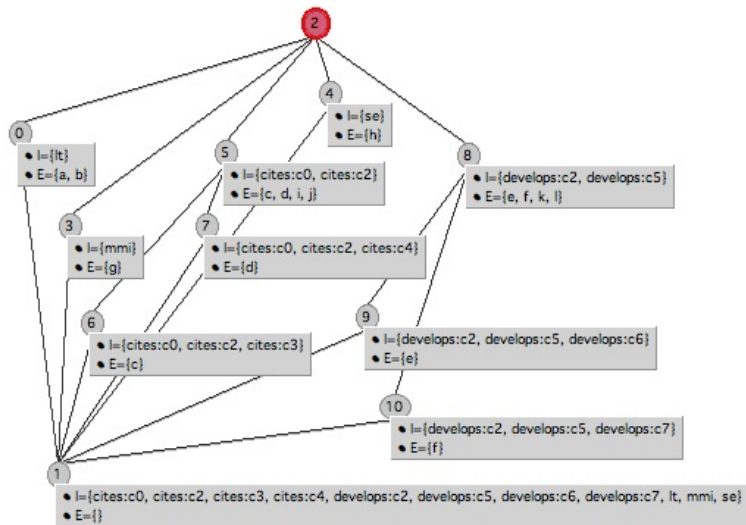 2
4
I={se}
E={h}
0
I={lt}
E={a, b}
5
I={cites:c0, cites:c2}
E={c, d, i, j}
8
I={develops:c2, develops:c5}
E={e, f, k, l}
3
I={mmi}
E={g}
7
I={cites:c0, cites:c2, cites:c4}
E={d}
6
I={cites:c0, cites:c2, cites:c3}
E={c}
9
I={develops:c2, develops:c5, develops:c6}
E={e}
10
I={develops:c2, develops:c5, develops:c7}
E={f}
1
I={cites:c0, cites:c2, cites:c3, cites:c4, develops:c2, develops:c5, develops:c6, develops:c7, lt, mmi, se}
E={}